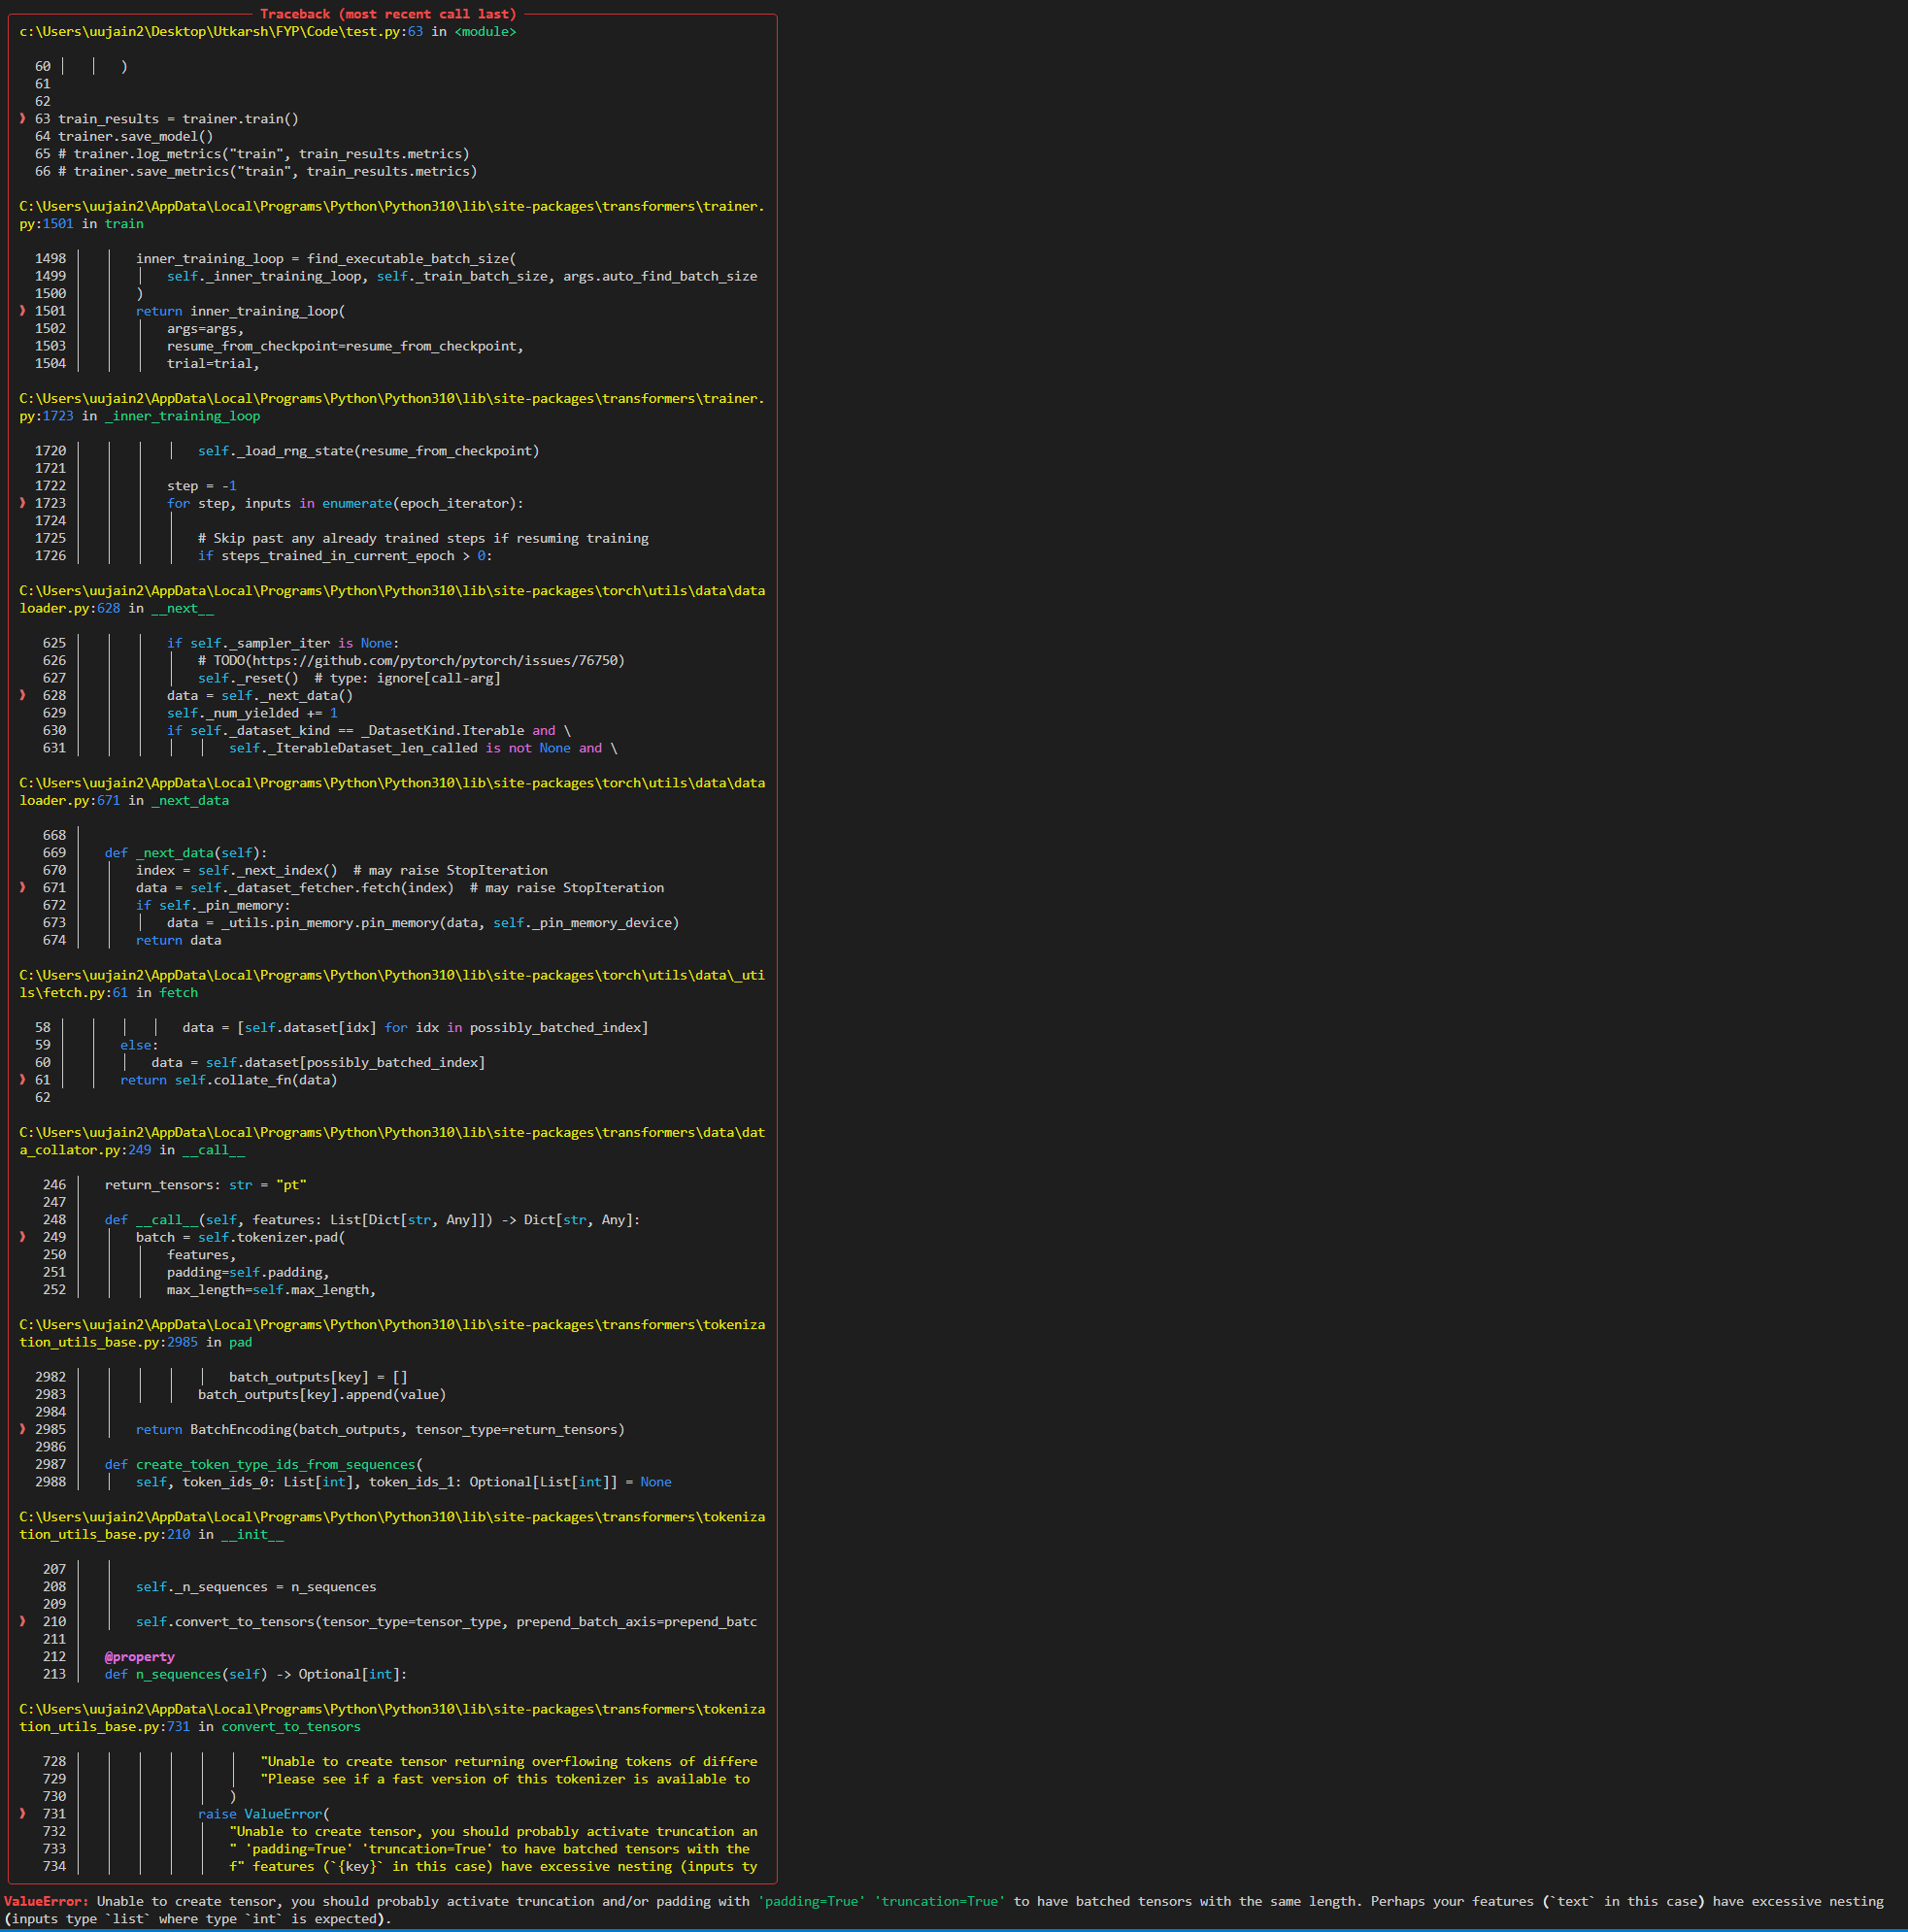 Traceback (most recent call last)
c:\Users\uujain2\Desktop\Utkarsh\FYP\Code\test.py:63 in <module>
60 │ │ )
61
62
❱ 63 train_results = trainer.train()
64 trainer.save_model()
65 # trainer.log_metrics("train", train_results.metrics)
66 # trainer.save_metrics("train", train_results.metrics)
C:\Users\uujain2\AppData\Local\Programs\Python\Python310\lib\site-packages\transformers\trainer.
py:1501 in train
1498 │ │ inner_training_loop = find_executable_batch_size(
1499 │ │ │ self._inner_training_loop, self._train_batch_size, args.auto_find_batch_size
1500 │ │ )
❱ 1501 │ │ return inner_training_loop(
1502 │ │ │ args=args,
1503 │ │ │ resume_from_checkpoint=resume_from_checkpoint,
1504 │ │ │ trial=trial,
C:\Users\uujain2\AppData\Local\Programs\Python\Python310\lib\site-packages\transformers\trainer.
py:1723 in _inner_training_loop
1720 │ │ │ │ self._load_rng_state(resume_from_checkpoint)
1721 │ │ │
1722 │ │ │ step = -1
❱ 1723 │ │ │ for step, inputs in enumerate(epoch_iterator):
1724 │ │ │ │
1725 │ │ │ │ # Skip past any already trained steps if resuming training
1726 │ │ │ │ if steps_trained_in_current_epoch > 0:
C:\Users\uujain2\AppData\Local\Programs\Python\Python310\lib\site-packages\torch\utils\data\data
loader.py:628 in __next__
625 │ │ │ if self._sampler_iter is None:
626 │ │ │ │ # TODO(https://github.com/pytorch/pytorch/issues/76750)
627 │ │ │ │ self._reset()  # type: ignore[call-arg]
❱ 628 │ │ │ data = self._next_data()
629 │ │ │ self._num_yielded += 1
630 │ │ │ if self._dataset_kind == _DatasetKind.Iterable and \
631 │ │ │ │ │ self._IterableDataset_len_called is not None and \
C:\Users\uujain2\AppData\Local\Programs\Python\Python310\lib\site-packages\torch\utils\data\data
loader.py:671 in _next_data
668 │
669 │ def _next_data(self):
670 │ │ index = self._next_index()  # may raise StopIteration
❱ 671 │ │ data = self._dataset_fetcher.fetch(index)  # may raise StopIteration
672 │ │ if self._pin_memory:
673 │ │ │ data = _utils.pin_memory.pin_memory(data, self._pin_memory_device)
674 │ │ return data
C:\Users\uujain2\AppData\Local\Programs\Python\Python310\lib\site-packages\torch\utils\data\_uti
ls\fetch.py:61 in fetch
58 │ │ │ │ data = [self.dataset[idx] for idx in possibly_batched_index]
59 │ │ else:
60 │ │ │ data = self.dataset[possibly_batched_index]
❱ 61 │ │ return self.collate_fn(data)
62
C:\Users\uujain2\AppData\Local\Programs\Python\Python310\lib\site-packages\transformers\data\dat
a_collator.py:249 in __call__
246 │ return_tensors: str = "pt"
247 │
248 │ def __call__(self, features: List[Dict[str, Any]]) -> Dict[str, Any]:
❱ 249 │ │ batch = self.tokenizer.pad(
250 │ │ │ features,
251 │ │ │ padding=self.padding,
252 │ │ │ max_length=self.max_length,
C:\Users\uujain2\AppData\Local\Programs\Python\Python310\lib\site-packages\transformers\tokeniza
tion_utils_base.py:2985 in pad
2982 │ │ │ │ │ batch_outputs[key] = []
2983 │ │ │ │ batch_outputs[key].append(value)
2984 │ │
❱ 2985 │ │ return BatchEncoding(batch_outputs, tensor_type=return_tensors)
2986 │
2987 │ def create_token_type_ids_from_sequences(
2988 │ │ self, token_ids_0: List[int], token_ids_1: Optional[List[int]] = None
C:\Users\uujain2\AppData\Local\Programs\Python\Python310\lib\site-packages\transformers\tokeniza
tion_utils_base.py:210 in __init__
207 │ │
208 │ │ self._n_sequences = n_sequences
209 │ │
❱ 210 │ │ self.convert_to_tensors(tensor_type=tensor_type, prepend_batch_axis=prepend_batc
211 │
212 │ @property
213 │ def n_sequences(self) -> Optional[int]:
C:\Users\uujain2\AppData\Local\Programs\Python\Python310\lib\site-packages\transformers\tokeniza
tion_utils_base.py:731 in convert_to_tensors
728 │ │ │ │ │ │ "Unable to create tensor returning overflowing tokens of differe
729 │ │ │ │ │ │ "Please see if a fast version of this tokenizer is available to
730 │ │ │ │ │ )
❱ 731 │ │ │ │ raise ValueError(
732 │ │ │ │ │ "Unable to create tensor, you should probably activate truncation an
733 │ │ │ │ │ " 'padding=True' 'truncation=True' to have batched tensors with the
734 │ │ │ │ │ f" features (`{key}` in this case) have excessive nesting (inputs ty
ValueError: Unable to create tensor, you should probably activate truncation and/or padding with 'padding=True' 'truncation=True' to have batched tensors with the same length. Perhaps your features (`text` in this case) have excessive nesting
(inputs type `list` where type `int` is expected).